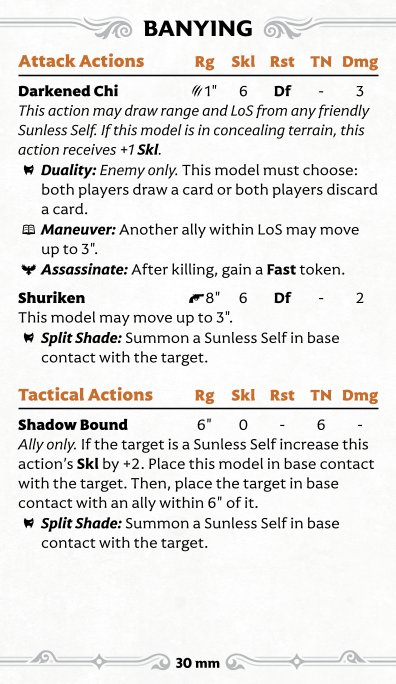 BANYING
Attack Actions Rg Skl Rst TN Dmg
Darkened Chi 1" 6 Df - 3
This action may draw range and LoS from any friendly
Sunless Self. If this model is in concealing terrain, this
action receives +1 Skl.
Duality: Enemy only. This model must choose:
both players draw a card or both players discard
a card.
Maneuver: Another ally within LoS may move
up to 3".
Assassinate: After killing, gain a Fast token.
Shuriken 8" 6 Df - 2
This model may move up to 3".
Split Shade: Summon a Sunless Self in base
contact with the target.
Tactical Actions Rg Skl Rst TN Dmg
Shadow Bound 6" 0 - 6 -
Ally only. If the target is a Sunless Self increase this
action's Skl by +2. Place this model in base contact
with the target. Then, place the target in base
contact with an ally within 6" of it.
Split Shade: Summon a Sunless Self in base
contact with the target.
30 mm